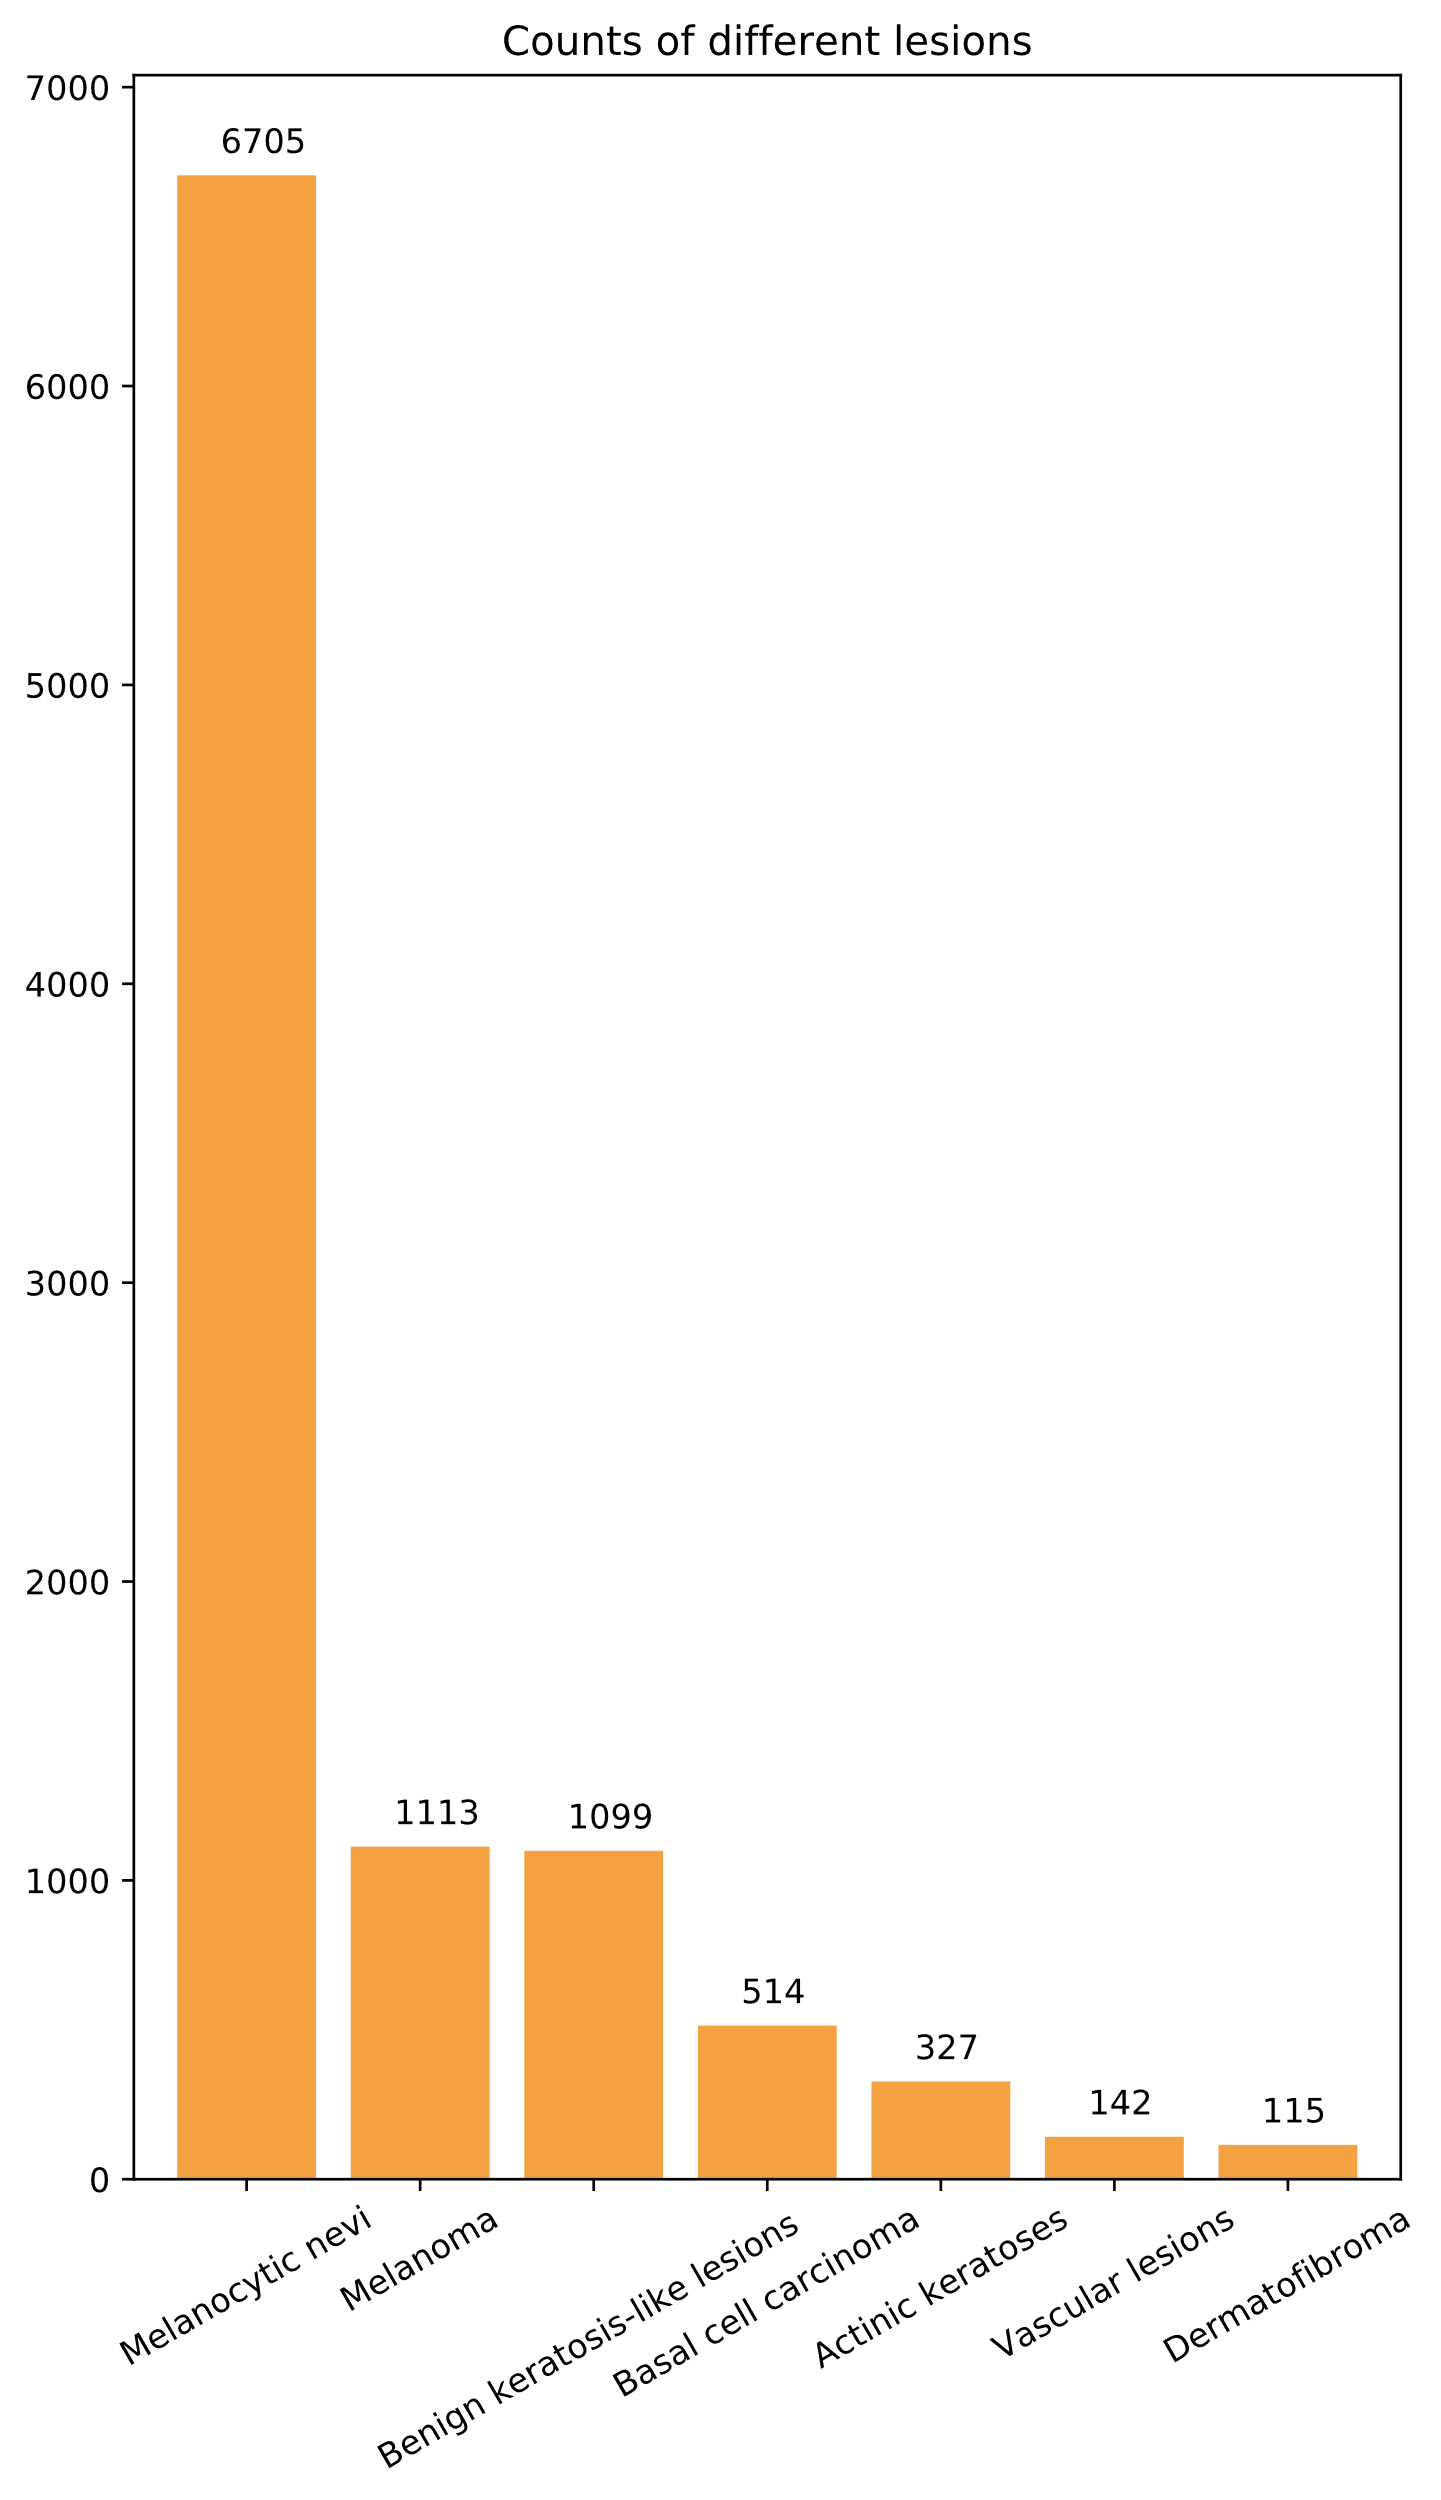 Counts of different lesions
7000
6000
5000
4000
3000
2000
1000
0
6705
1113
1099
514
327
142
115
Melanocytic nevi
Melanoma
Benign keratosis-like lesions
Basal cell carcinoma
Actinic keratoses
Vascular lesions
Dermatofibroma